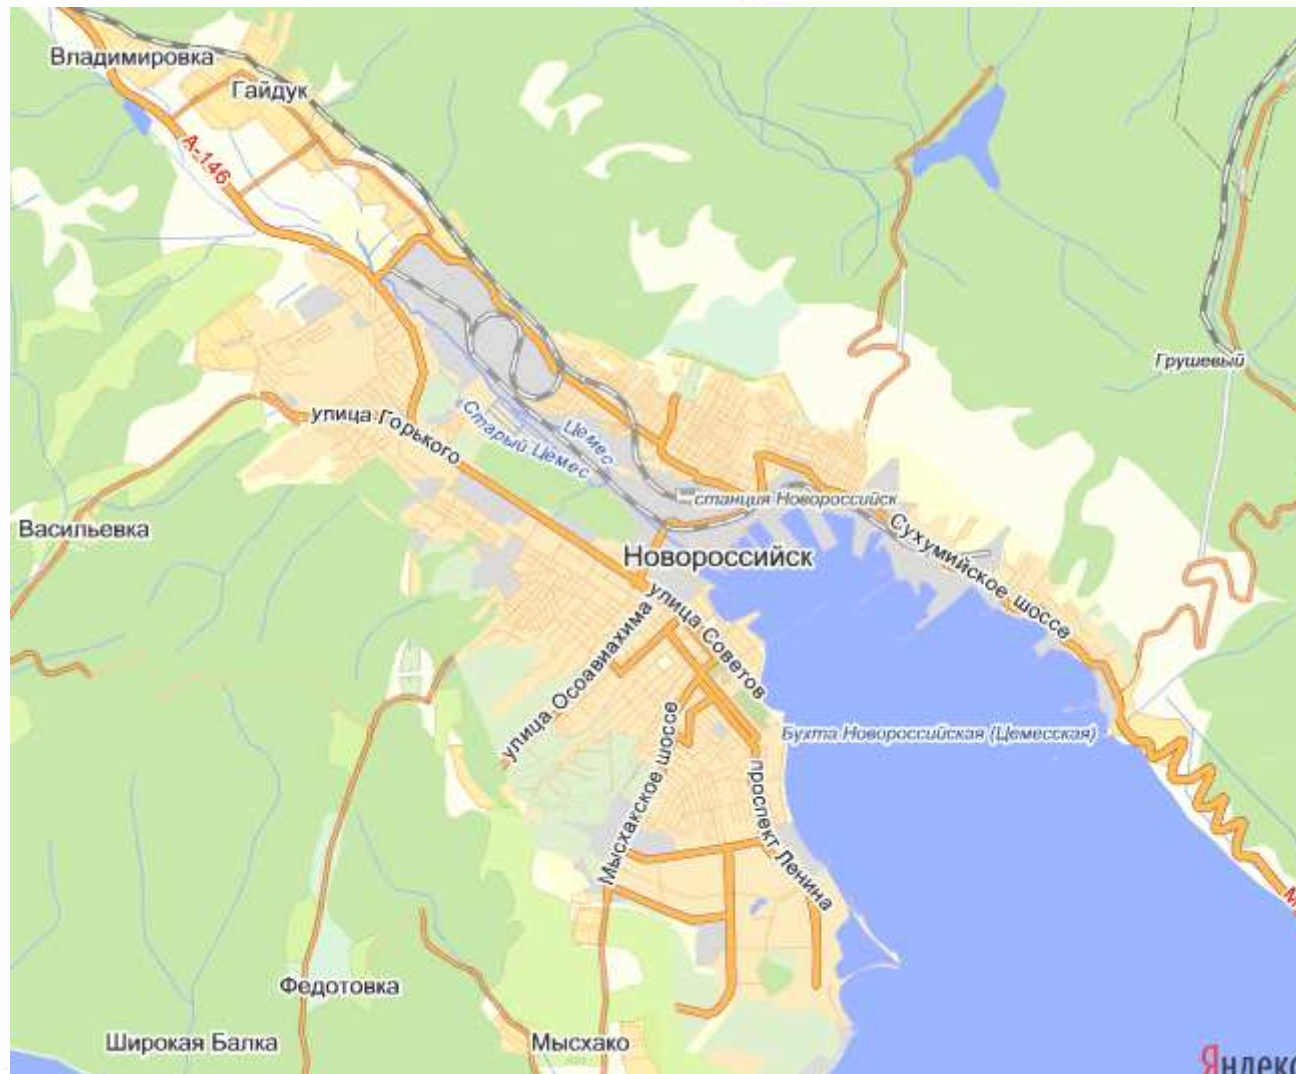 Владимировка
Гайдук
А-146
Грушевый
улица Горького
Цемес
Старый Цемес
станция Новороссийск
Васильевка
Сухумийское шоссе
Новороссийск
улица Советов
улица Осоавиахима
Мысхакское шоссе
Бухта Новороссийская (Цемесская)
проспект Ленина
М
Федотовка
Широкая Балка
Мысхако
Яндекс